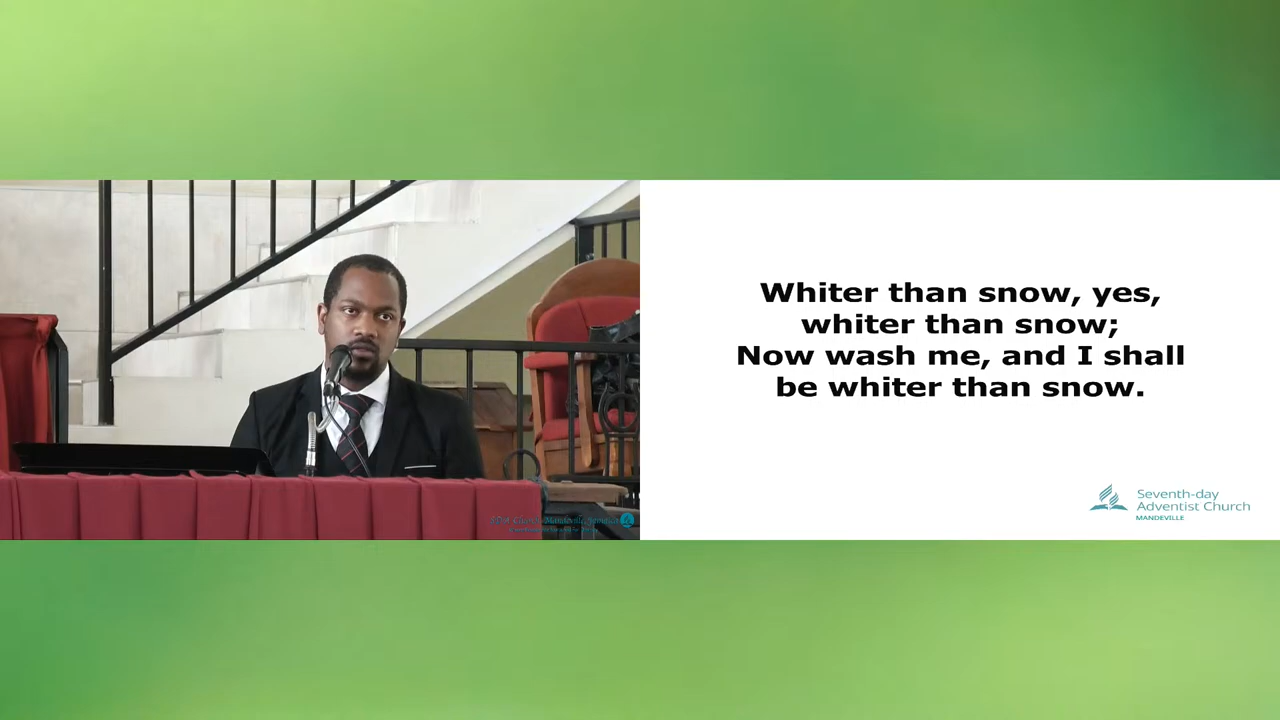 Whiter than snow, yes,
whiter than snow;
Now wash me, and I shall
be whiter than snow.
Seventh-day
Adventist Church
MANDEVILLE